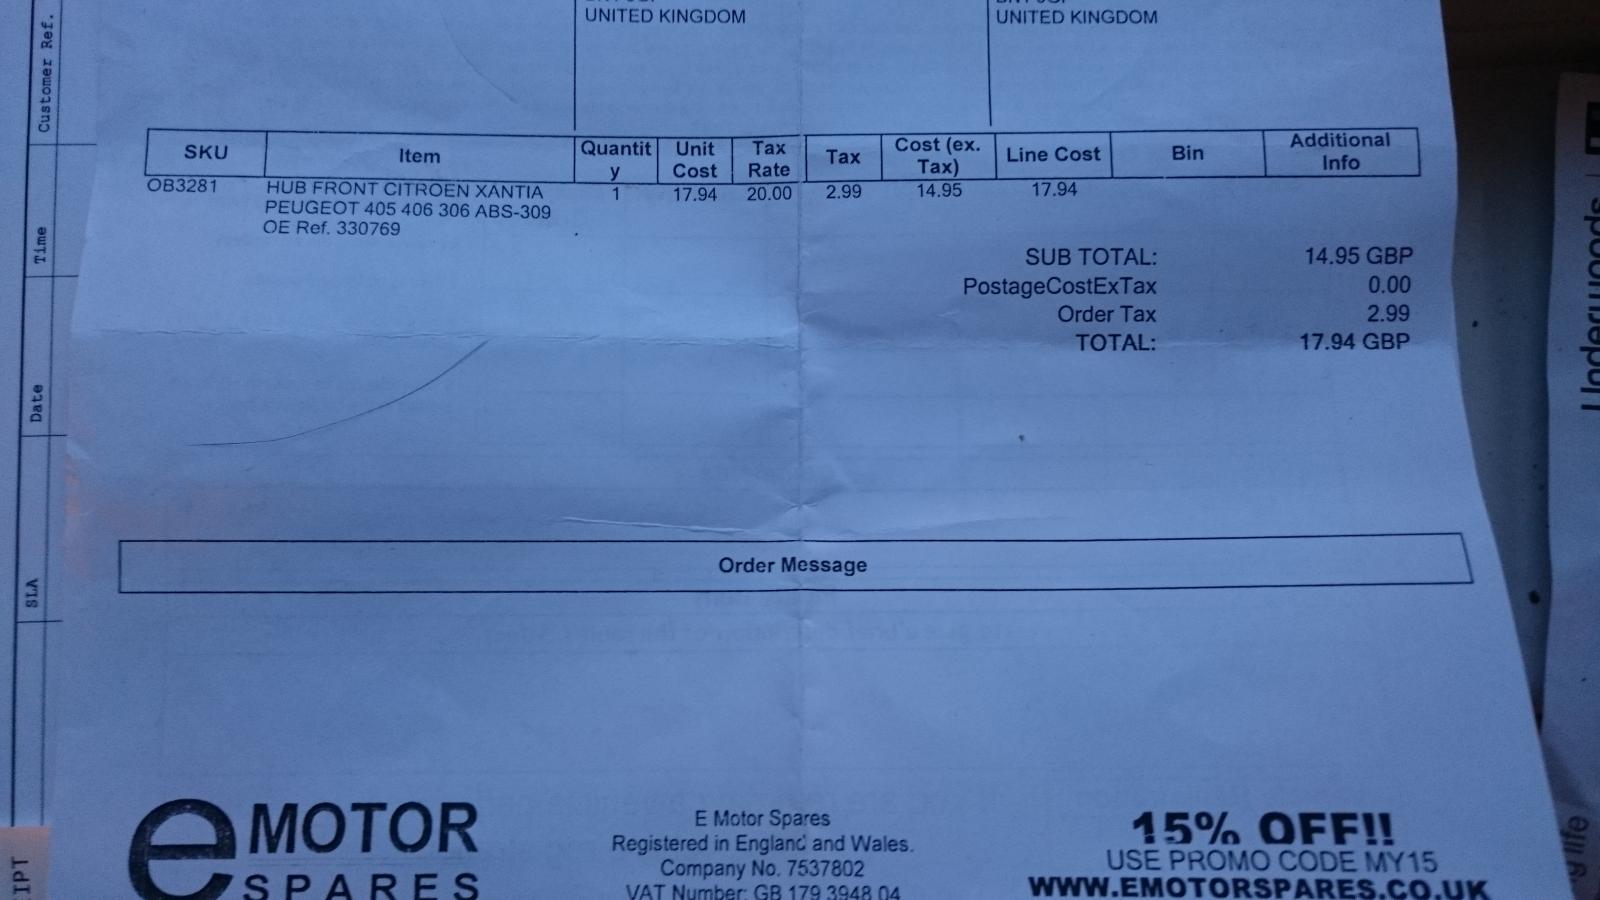 UNITED KINGDOM
UNITED KINGDOM
Customer Ref.
Time
Date
SLA
SKU Item Quantity Unit Cost Tax Rate Tax Cost (ex. Tax) Line Cost Bin Additional Info
OB3281 HUB FRONT CITROEN XANTIA 1 17.94 20.00 2.99 14.95 17.94
PEUGEOT 405 406 306 ABS-309
OE Ref. 330769
SUB TOTAL: 14.95 GBP
PostageCostExTax 0.00
Order Tax 2.99
TOTAL: 17.94 GBP
Order Message
e MOTOR
SPARES
E Motor Spares
Registered in England and Wales.
Company No. 7537802
VAT Number: GB 179 3948 04
15% OFF!!
USE PROMO CODE MY15
WWW.EMOTORSPARES.CO.UK
Underwoods
life